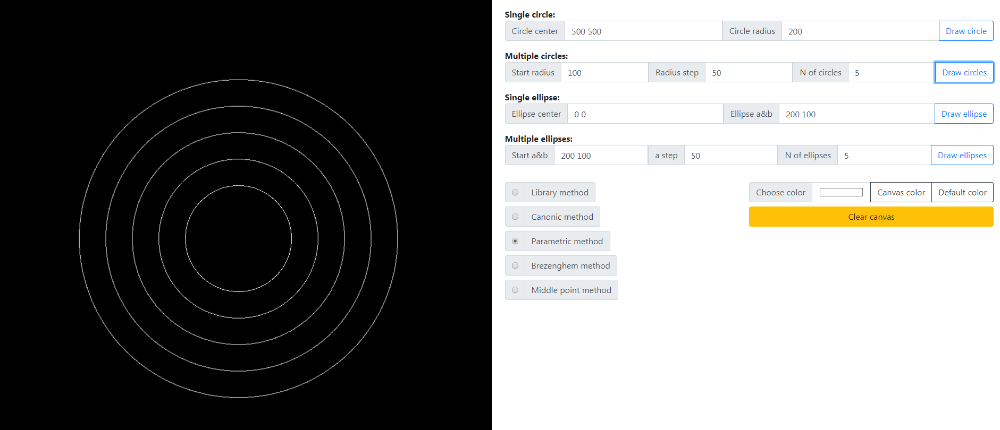 Single circle:
Circle center 500 500 Circle radius 200 Draw circle
Multiple circles:
Start radius 100 Radius step 50 N of circles 5 Draw circles
Single ellipse:
Ellipse center 0 0 Ellipse a&b 200 100 Draw ellipse
Multiple ellipses:
Start a&b 200 100 a step 50 N of ellipses 5 Draw ellipses
Library method Choose color Canvas color Default color
Canonic method Clear canvas
Parametric method
Brezenghem method
Middle point method